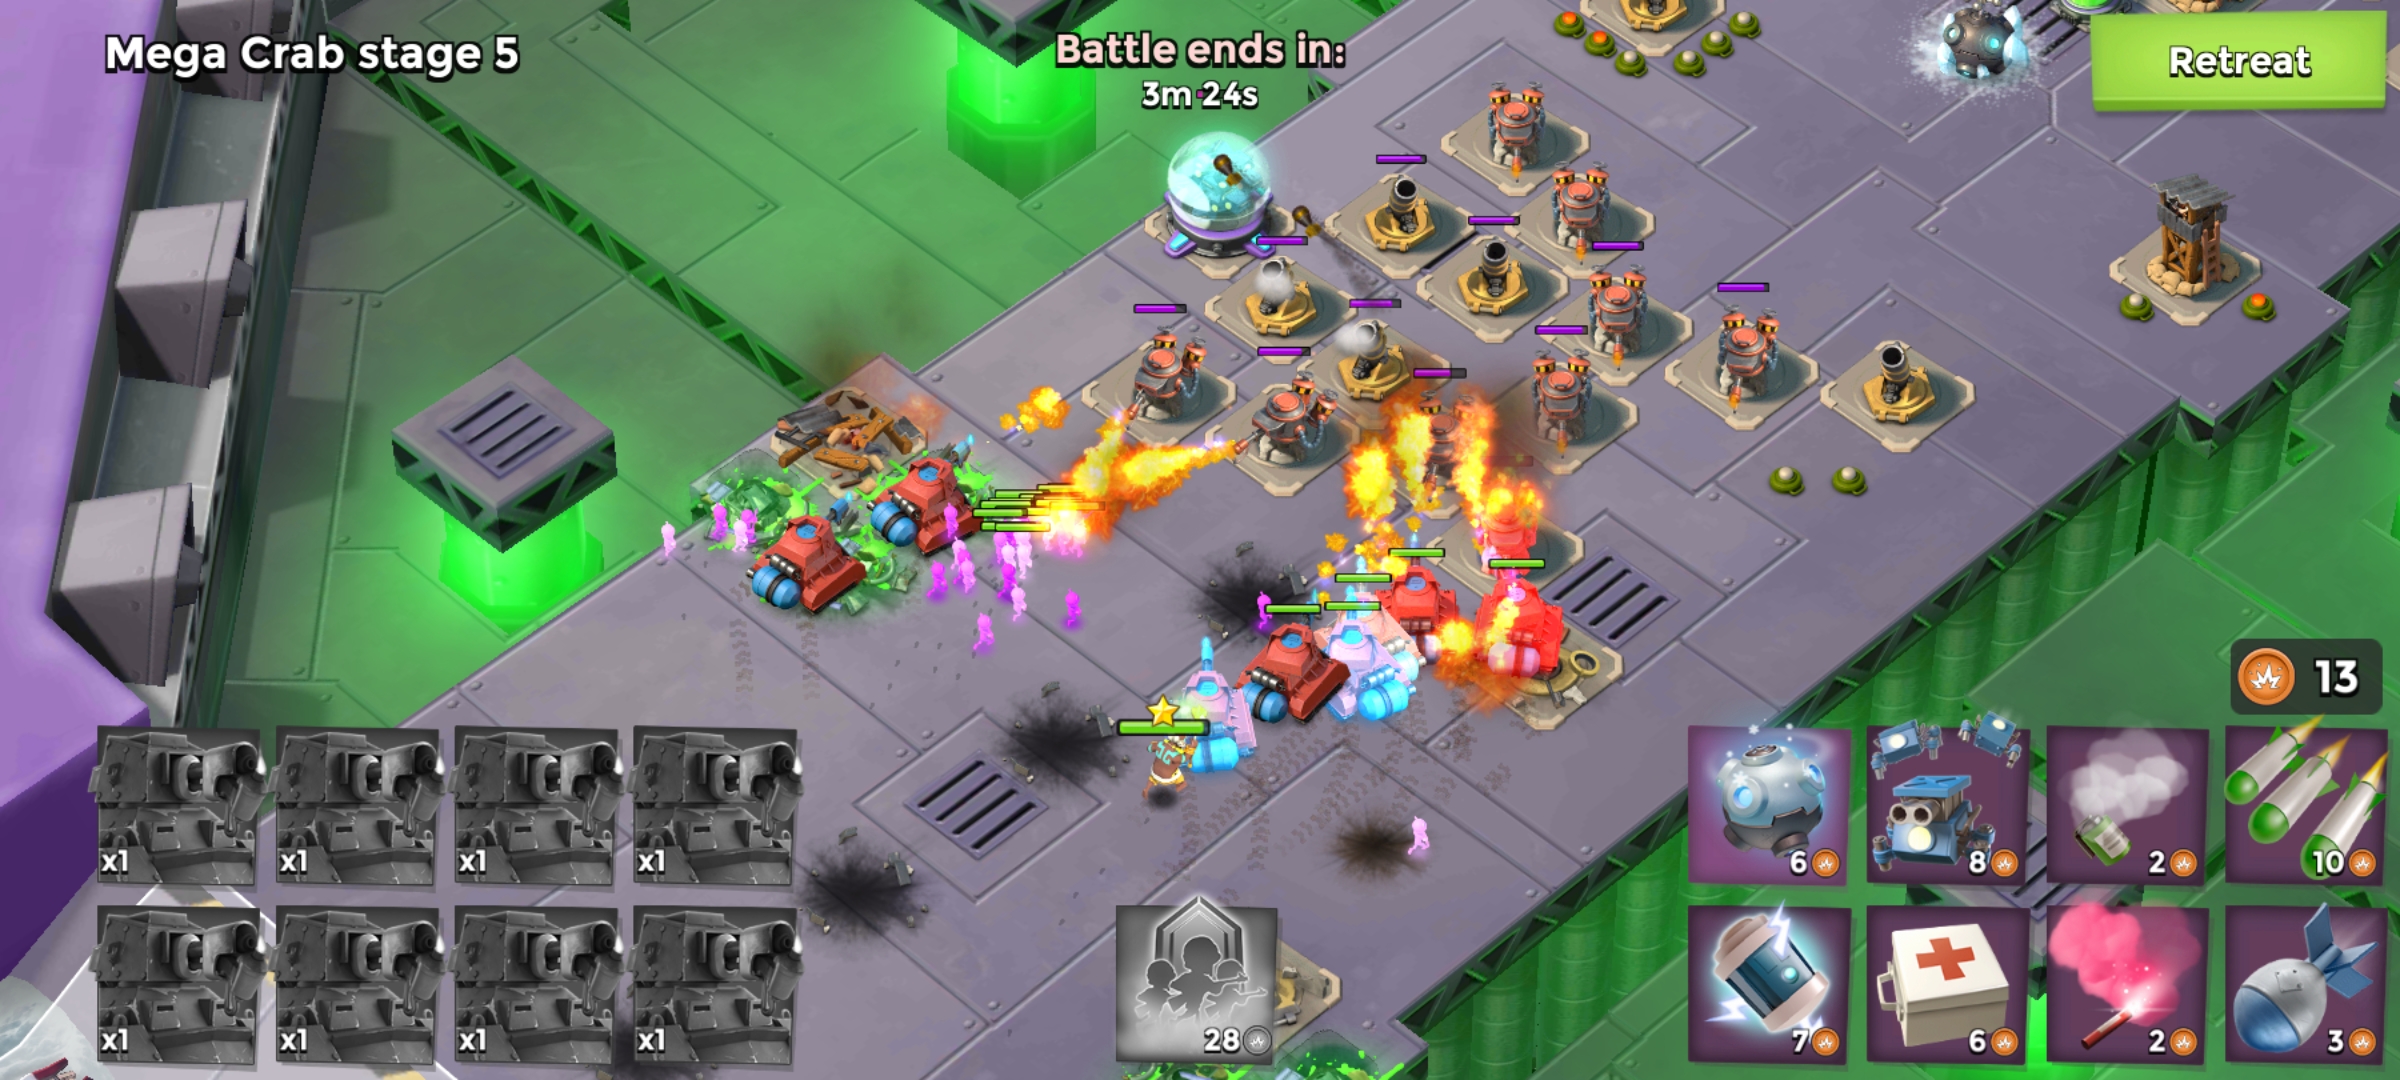 Mega Crab stage 5
Battle ends in:
3m 24s
Retreat
13
x1
x1
x1
x1
6
8
2
10
x1
x1
x1
x1
28
7
6
2
3